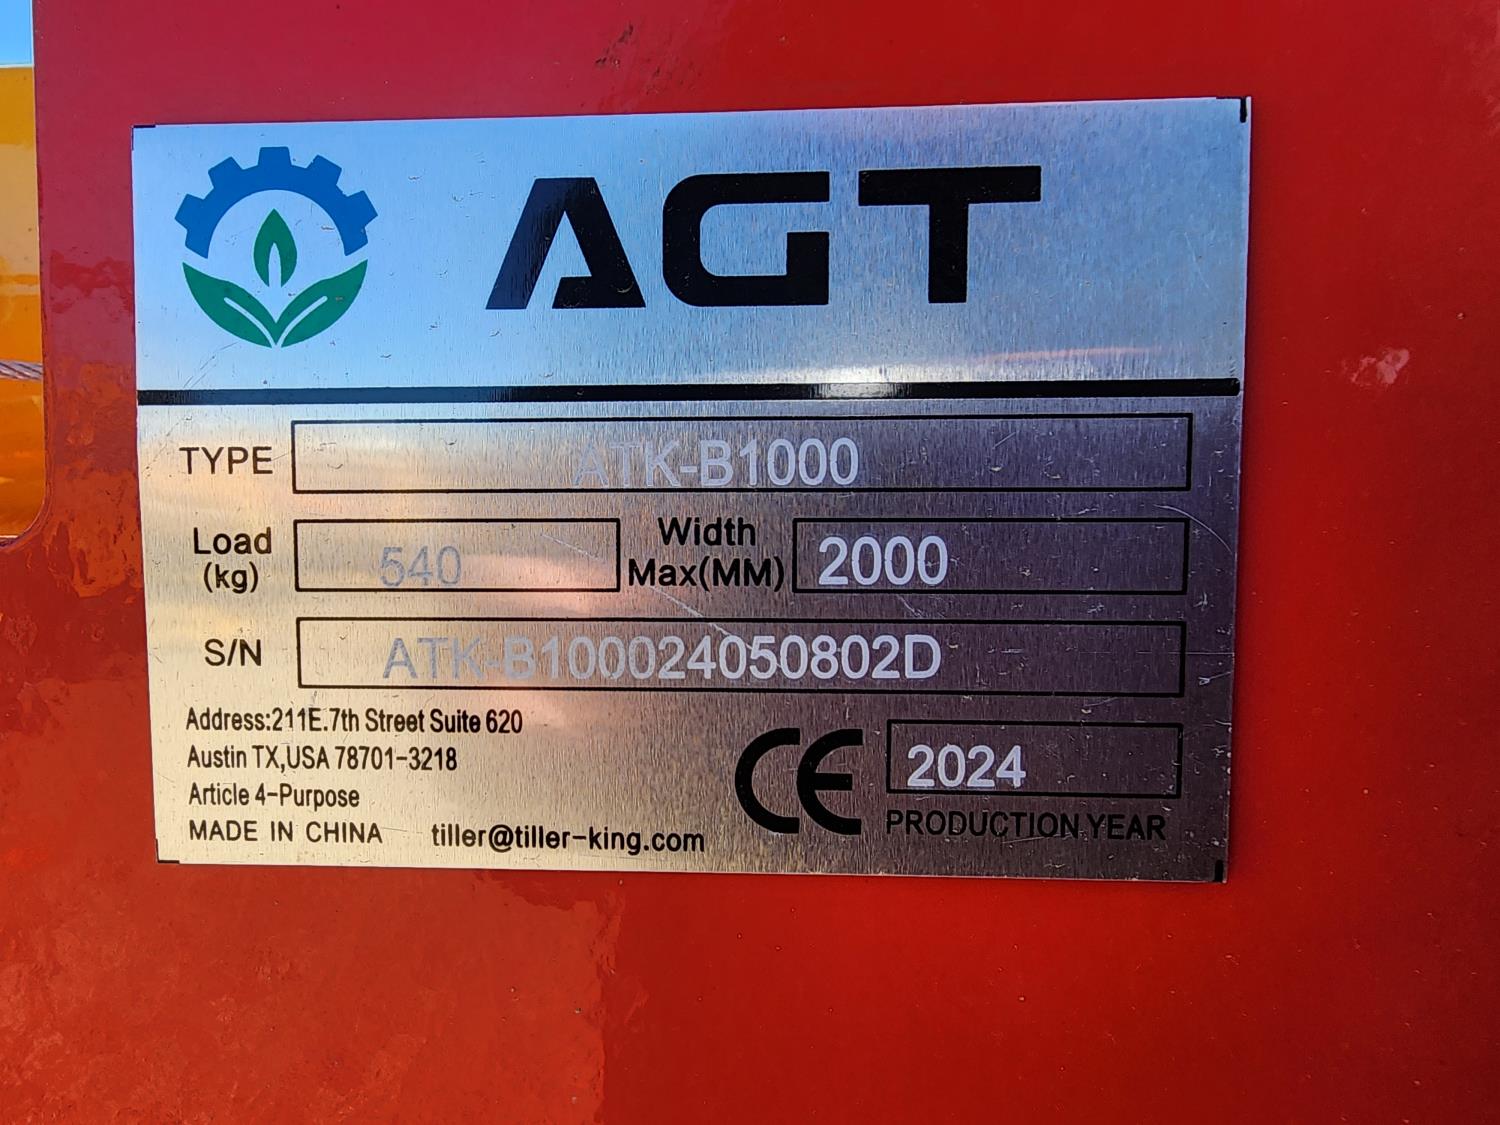 AGT
TYPE ATK-B1000
Load (kg) 540 Width Max(MM) 2000
S/N ATK-B100024050802D
Address:211E.7th Street Suite 620
Austin TX,USA 78701-3218
Article 4-Purpose
MADE IN CHINA tiller@tiller-king.com
CE 2024
PRODUCTION YEAR